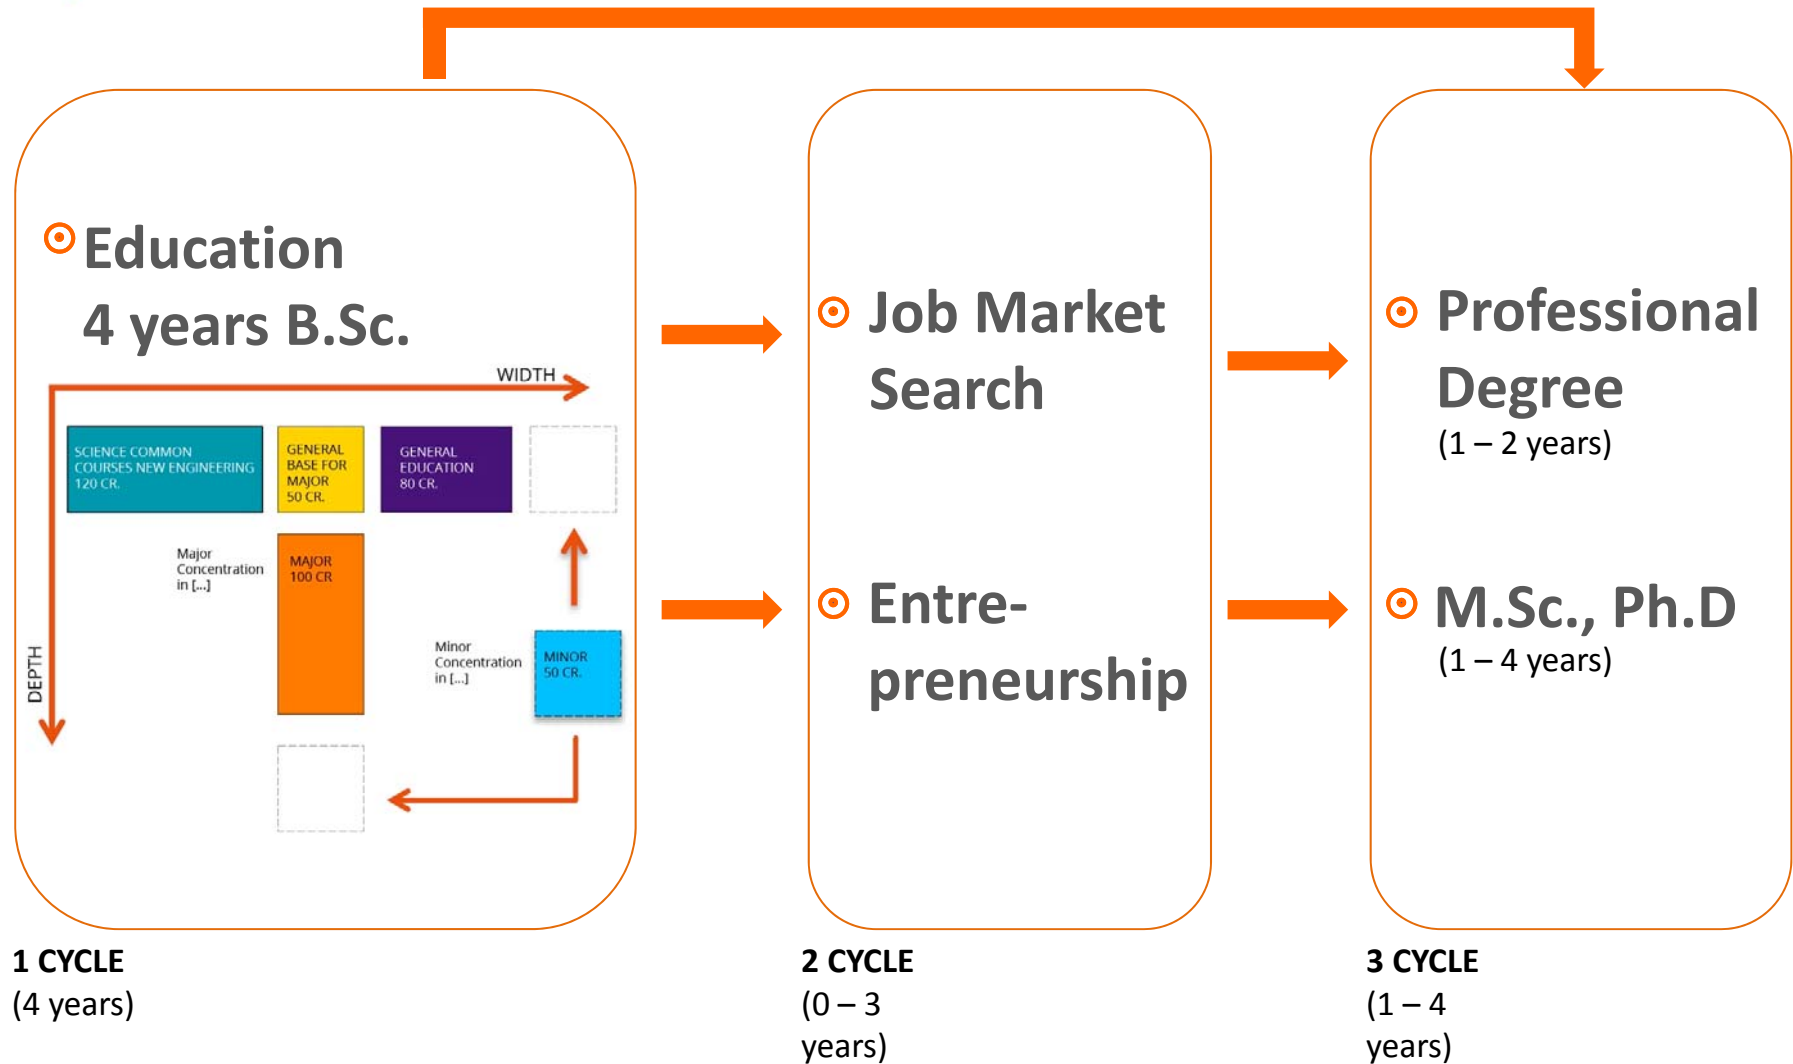 Education
4 years B.Sc.
WIDTH
DEPTH
SCIENCE COMMON
COURSES NEW ENGINEERING
120 CR.
GENERAL
BASE FOR
MAJOR
50 CR.
GENERAL
EDUCATION
80 CR.
Major
Concentration
in [...]
MAJOR
100 CR
Minor
Concentration
in [...]
MINOR
50 CR.
1 CYCLE
(4 years)
Job Market
Search
Entre-
preneurship
2 CYCLE
(0 – 3
years)
Professional
Degree
(1 – 2 years)
M.Sc., Ph.D
(1 – 4 years)
3 CYCLE
(1 – 4
years)